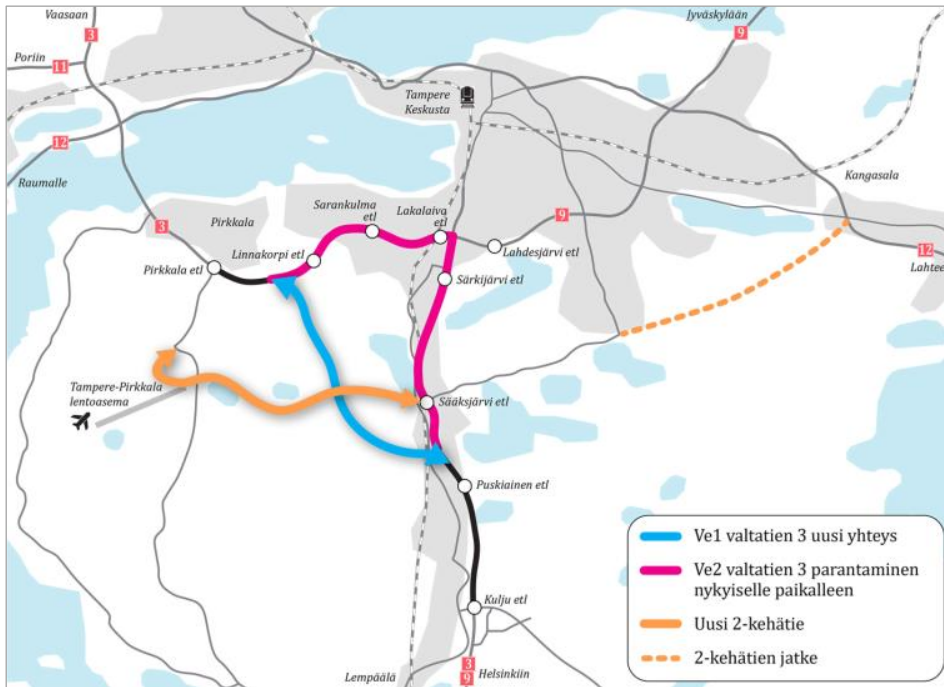 Vaasaan
3
Poriin
11
12
Raumalle
Jyväskylään
9
Tampere
Keskusta
Kangasala
12
Lahteen
3
Pirkkala
Sarankulma
etl
Lakalaiva
etl
9
Linnakorpi etl
Lahdesjärvi etl
Pirkkala etl
Särkijärvi etl
Tampere-Pirkkala
lentoasema
Sääksjärvi etl
Puskiainen etl
Kulju etl
3
9
Helsinkiin
Lempäälä
Ve1 valtatien 3 uusi yhteys
Ve2 valtatien 3 parantaminen
nykyiselle paikalleen
Uusi 2-kehätie
2-kehätien jatke